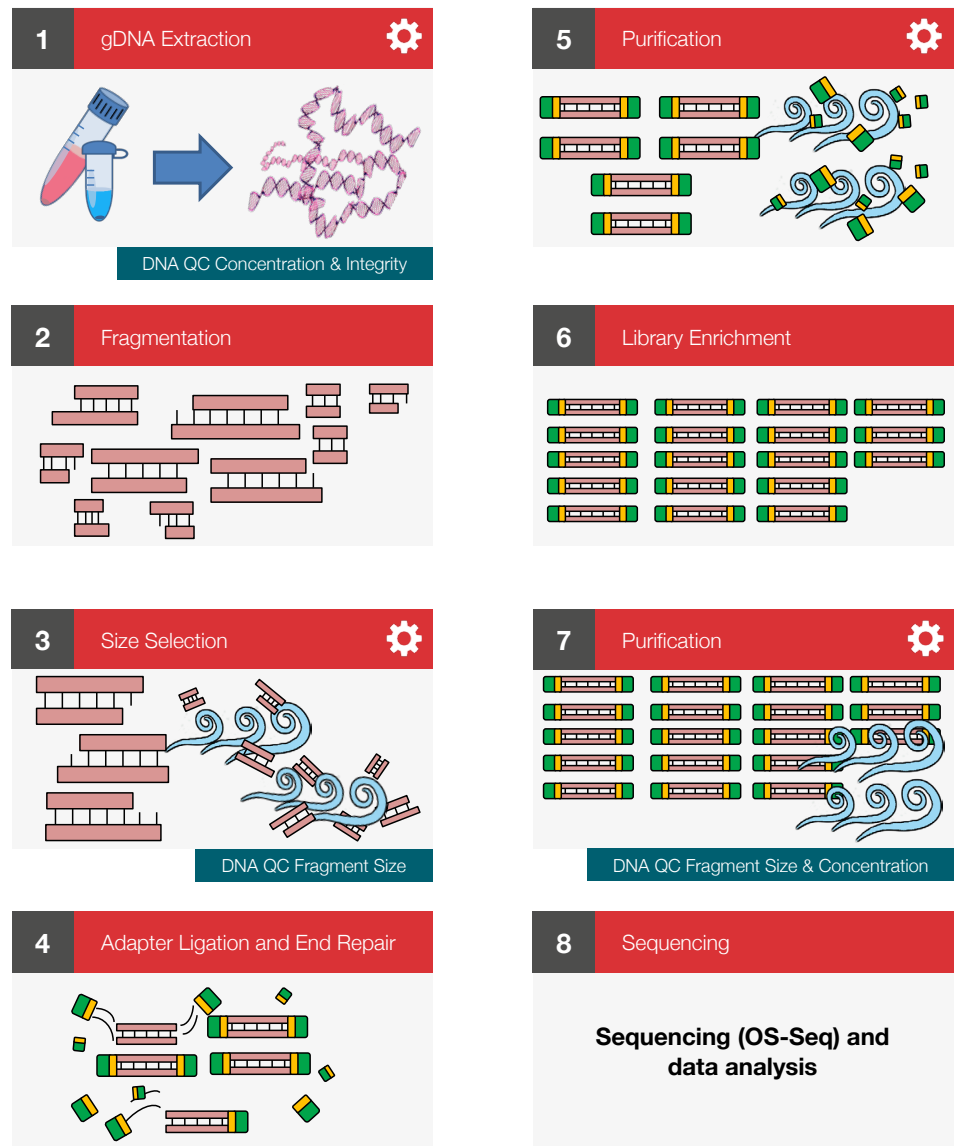 1 gDNA Extraction
DNA QC Concentration & Integrity
2 Fragmentation
3 Size Selection
DNA QC Fragment Size
4 Adapter Ligation and End Repair
5 Purification
6 Library Enrichment
7 Purification
DNA QC Fragment Size & Concentration
8 Sequencing
Sequencing (OS-Seq) and
data analysis